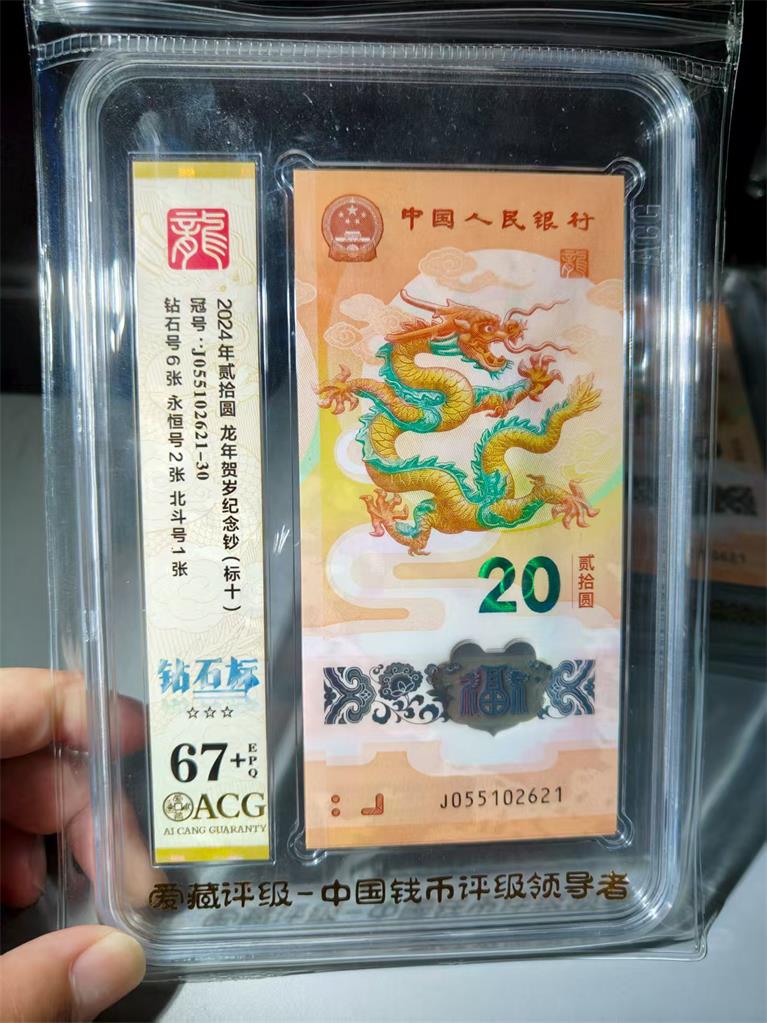 龍
2024年贰拾圆 龙年贺岁纪念钞(标十)
冠号:J055102621-30
钻石号6张 永恒号2张 北斗号1张
钻石标
☆☆☆
67+EPQ
ACG
AI CANG GUARANTY
中国人民银行
龍
20
贰拾圆
福
J055102621
爱藏评级-中国钱币评级领导者